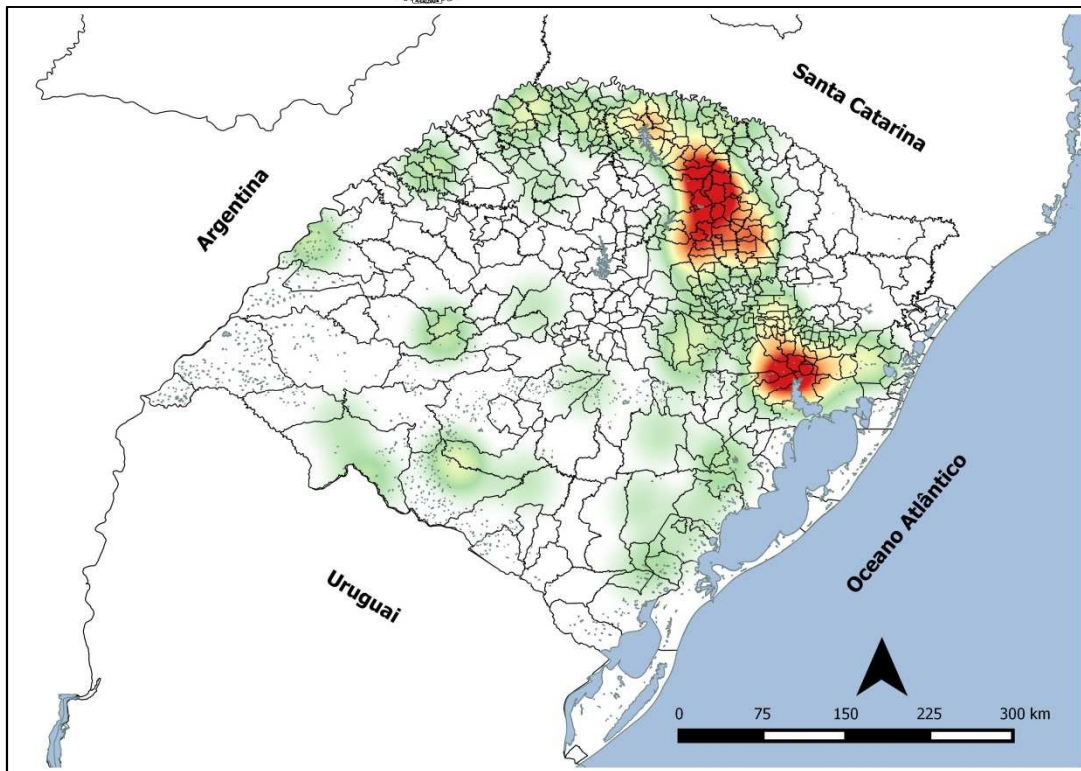 Santa Catarina
Argentina
Oceano Atlântico
Uruguai
0 75 150 225 300 km